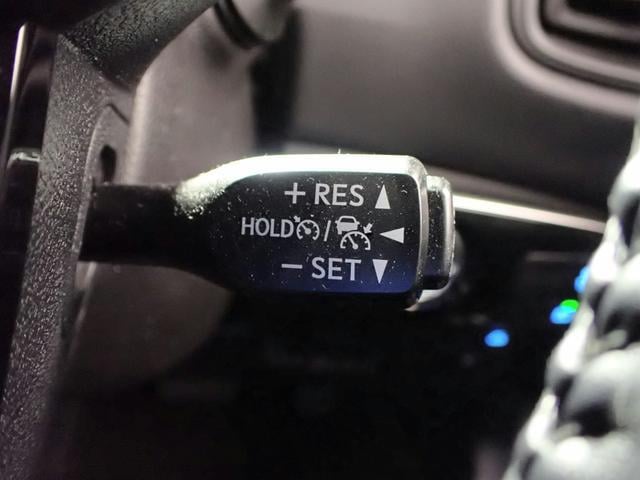 + RES ▲
HOLD / ◀
− SET ▼